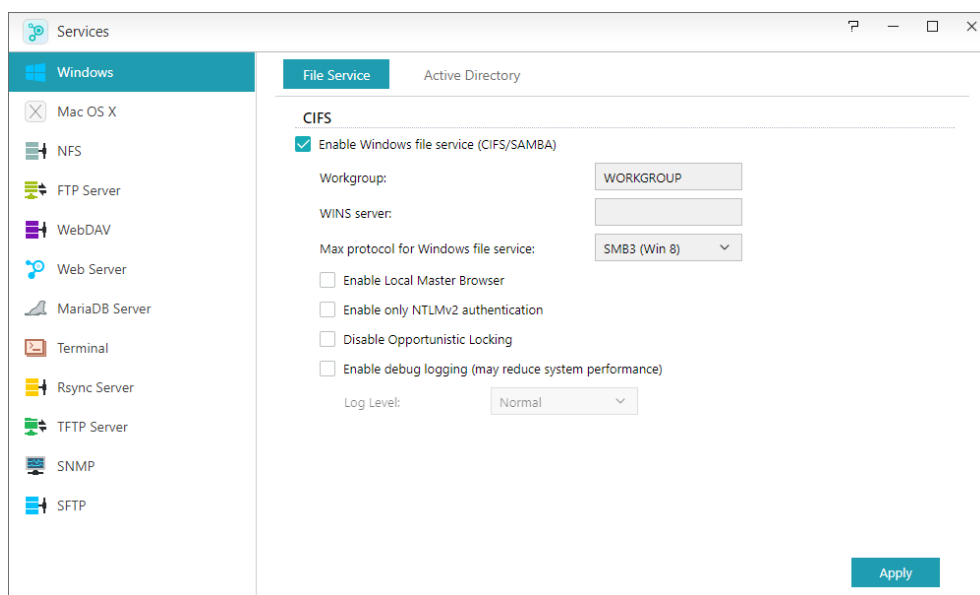 Services
Windows
Mac OS X
NFS
FTP Server
WebDAV
Web Server
MariaDB Server
Terminal
Rsync Server
TFTP Server
SNMP
SFTP
File Service
Active Directory
CIFS
Enable Windows file service (CIFS/SAMBA)
Workgroup: WORKGROUP
WINS server:
Max protocol for Windows file service: SMB3 (Win 8)
Enable Local Master Browser
Enable only NTLMv2 authentication
Disable Opportunistic Locking
Enable debug logging (may reduce system performance)
Log Level: Normal
Apply